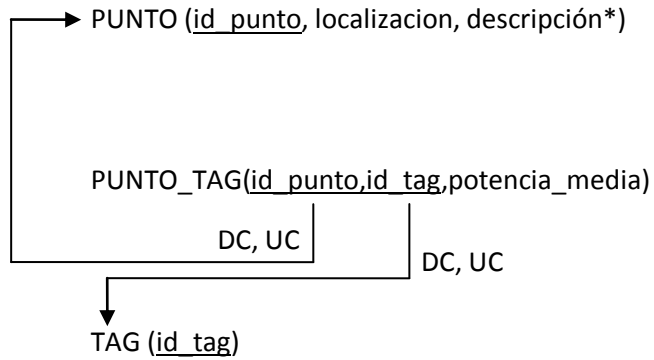 PUNTO (id_punto, localizacion, descripción*)
PUNTO_TAG(id_punto,id_tag,potencia_media)
DC, UC
DC, UC
TAG (id_tag)